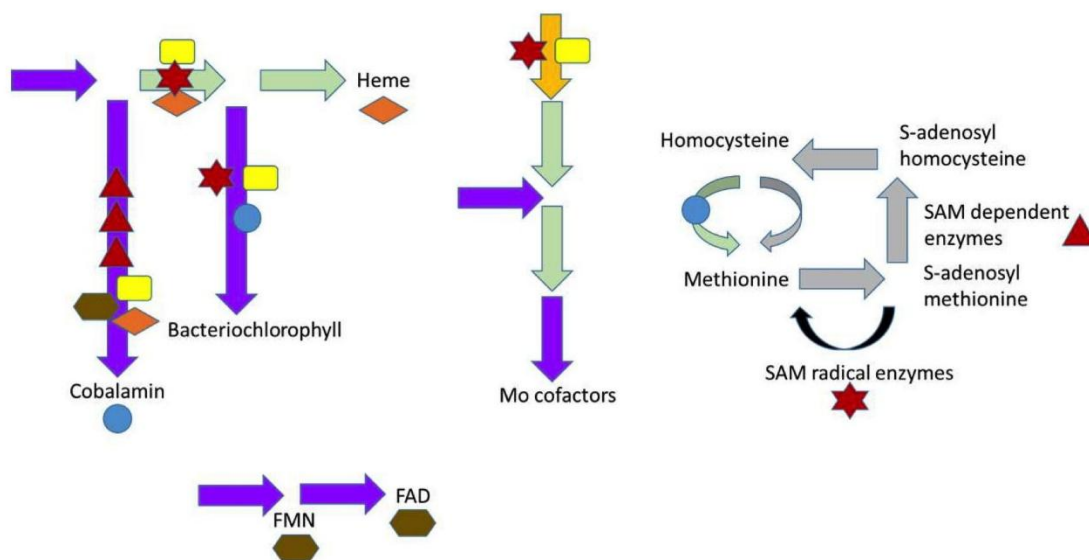 Heme
Bacteriochlorophyll
Cobalamin
FMN
FAD
Mo cofactors
Homocysteine
S-adenosyl
homocysteine
SAM dependent
enzymes
Methionine
S-adenosyl
methionine
SAM radical enzymes